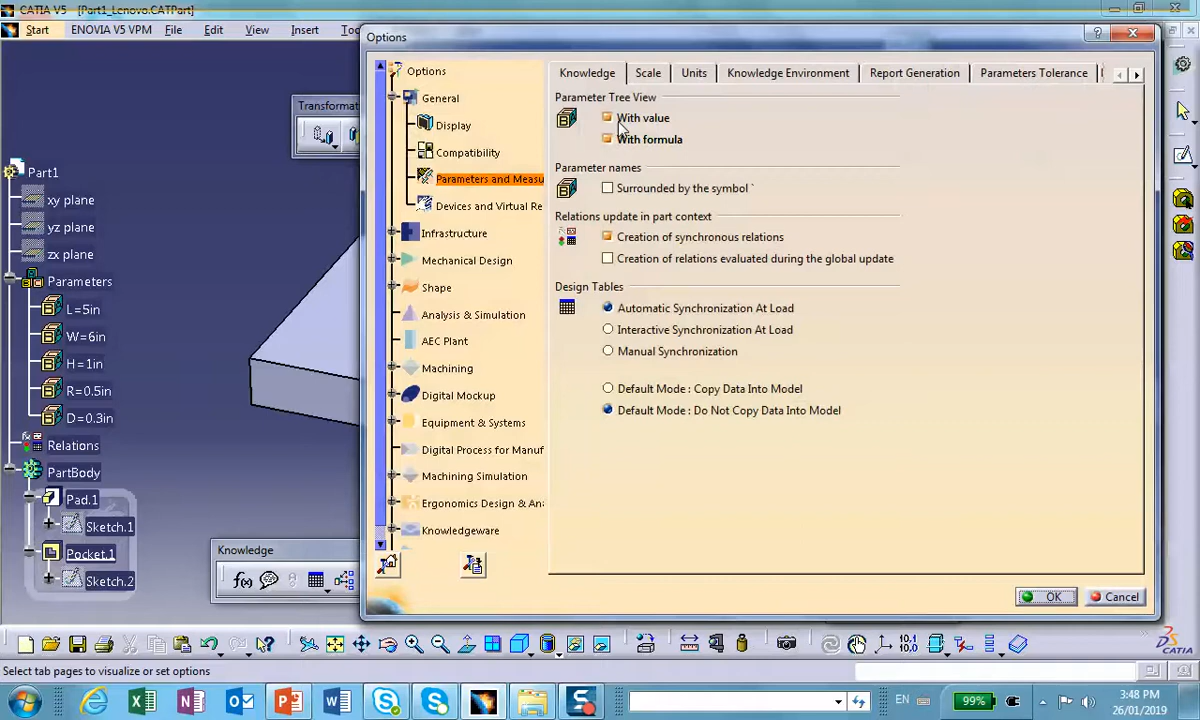 CATIA V5 - [Part1_Lenovo.CATPart]
Start ENOVIA V5 VPM File Edit View Insert Tool
Options
Transformat
Part1
xy plane
yz plane
zx plane
Parameters
L=5in
W=6in
H=1in
R=0.5in
D=0.3in
Relations
PartBody
Pad.1
Sketch.1
Pocket.1
Sketch.2
Knowledge
Options
General
Display
Compatibility
Parameters and Measu
Devices and Virtual Re
Infrastructure
Mechanical Design
Shape
Analysis & Simulation
AEC Plant
Machining
Digital Mockup
Equipment & Systems
Digital Process for Manuf
Machining Simulation
Ergonomics Design & Ana
Knowledgeware
Knowledge Scale Units Knowledge Environment Report Generation Parameters Tolerance
Parameter Tree View
With value
With formula
Parameter names
Surrounded by the symbol `
Relations update in part context
Creation of synchronous relations
Creation of relations evaluated during the global update
Design Tables
Automatic Synchronization At Load
Interactive Synchronization At Load
Manual Synchronization
Default Mode : Copy Data Into Model
Default Mode : Do Not Copy Data Into Model
OK Cancel
Select tab pages to visualize or set options
CATIA
EN
99%
3:48 PM
26/01/2019